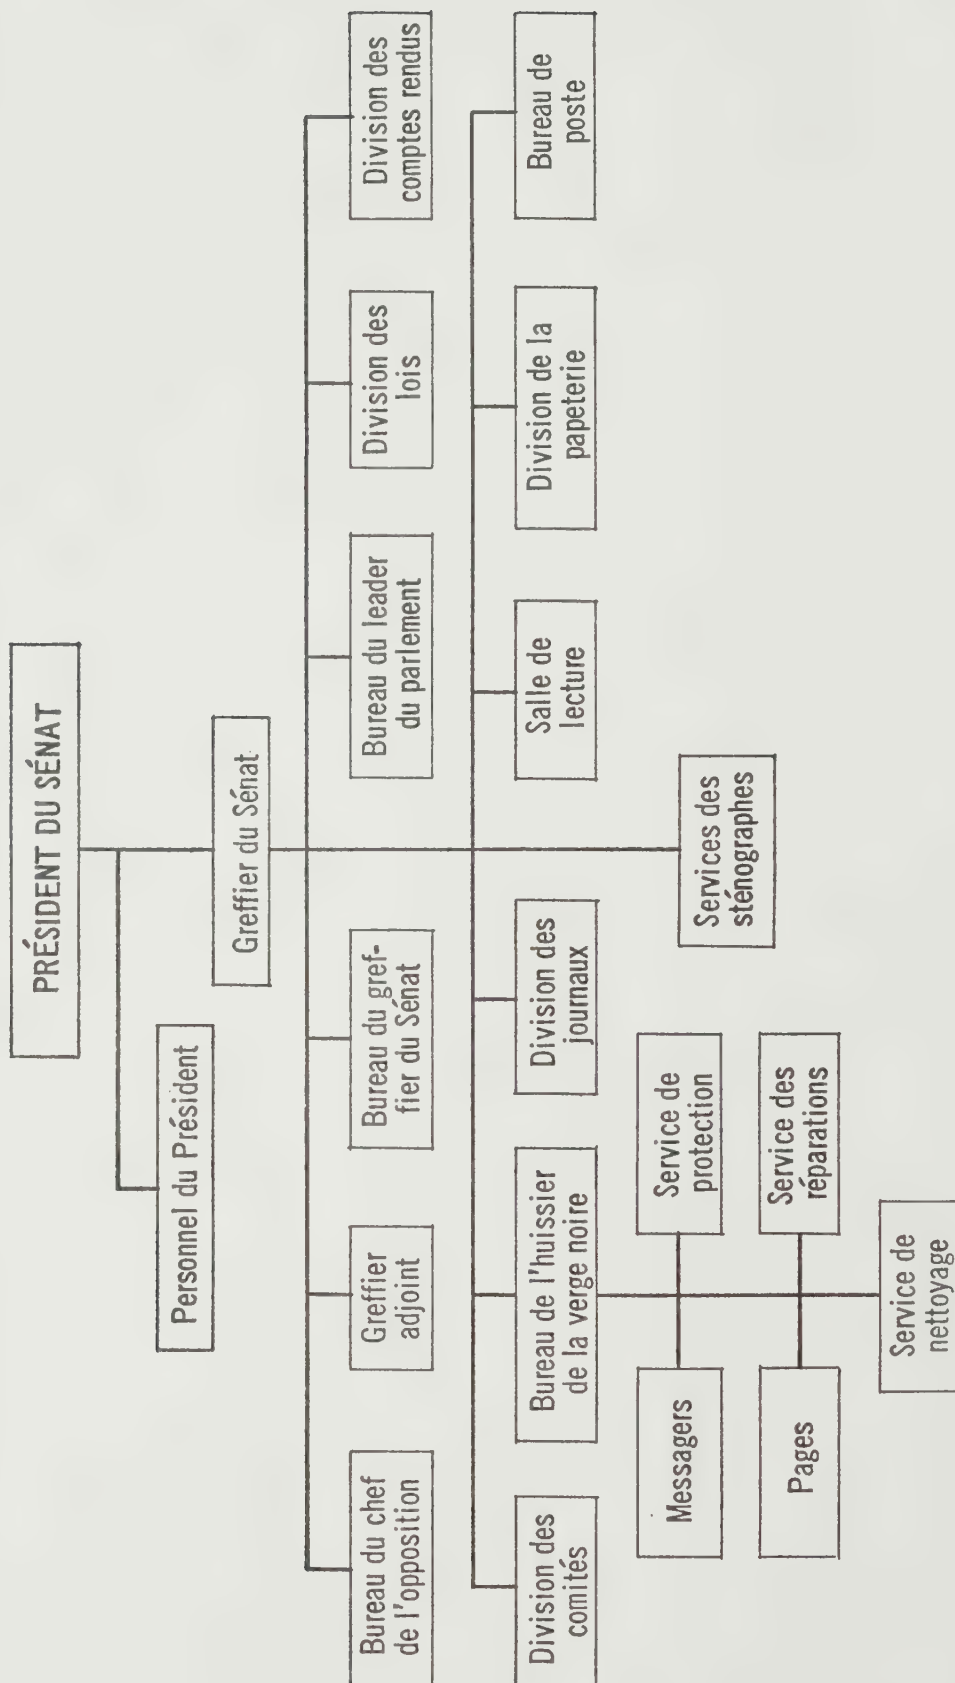 PRÉSIDENT DU SÉNAT
Personnel du Président
Greffier du Sénat
Bureau du chef
de l'opposition
Greffier
adjoint
Bureau du gref-
fier du Sénat
Bureau du leader
du parlement
Division des
lois
Division des
comptes rendus
Division des
comités
Bureau de l'huissier
de la verge noire
Division des
journaux
Salle de
lecture
Division de la
papeterie
Bureau de
poste
Messagers
Service de
protection
Services des
sténographes
Pages
Service des
réparations
Service de
nettoyage